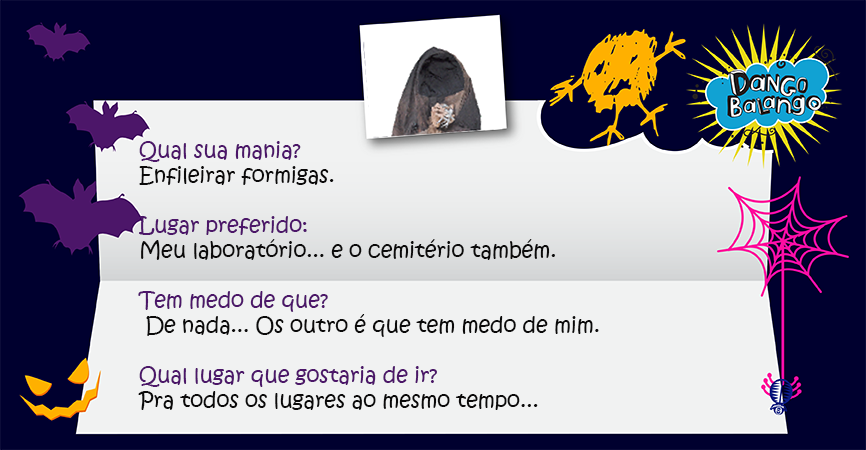 DANGO
BALANGO
Qual sua mania?
Enfileirar formigas.
Lugar preferido:
Meu laboratório... e o cemitério também.
Tem medo de que?
De nada... Os outro é que tem medo de mim.
Qual lugar que gostaria de ir?
Pra todos os lugares ao mesmo tempo...